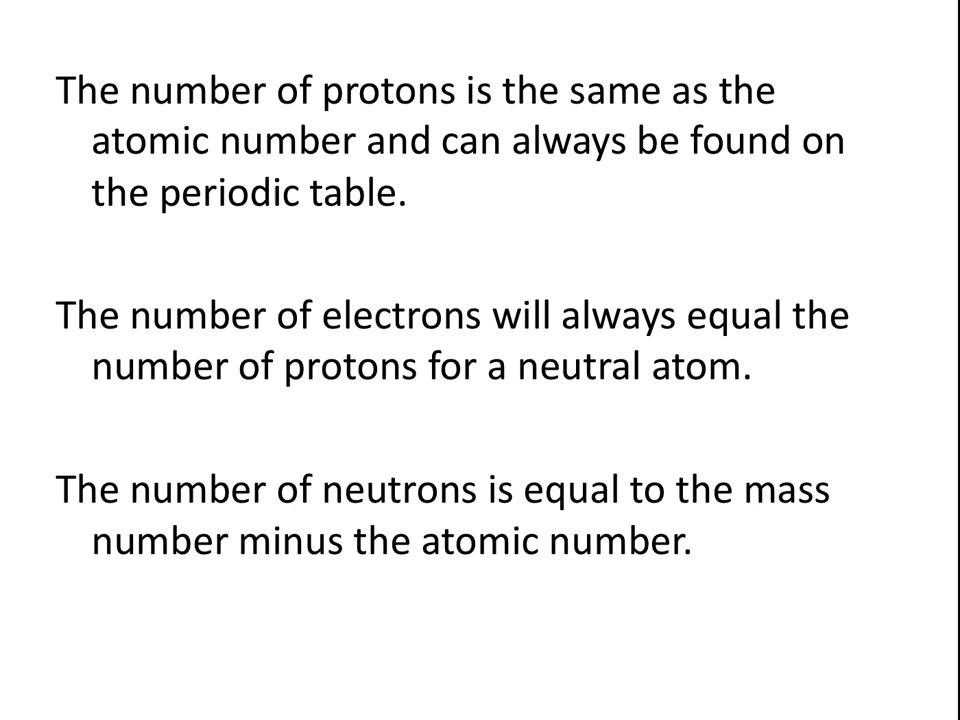 The number of protons is the same as the
atomic number and can always be found on
the periodic table.
The number of electrons will always equal the
number of protons for a neutral atom.
The number of neutrons is equal to the mass
number minus the atomic number.